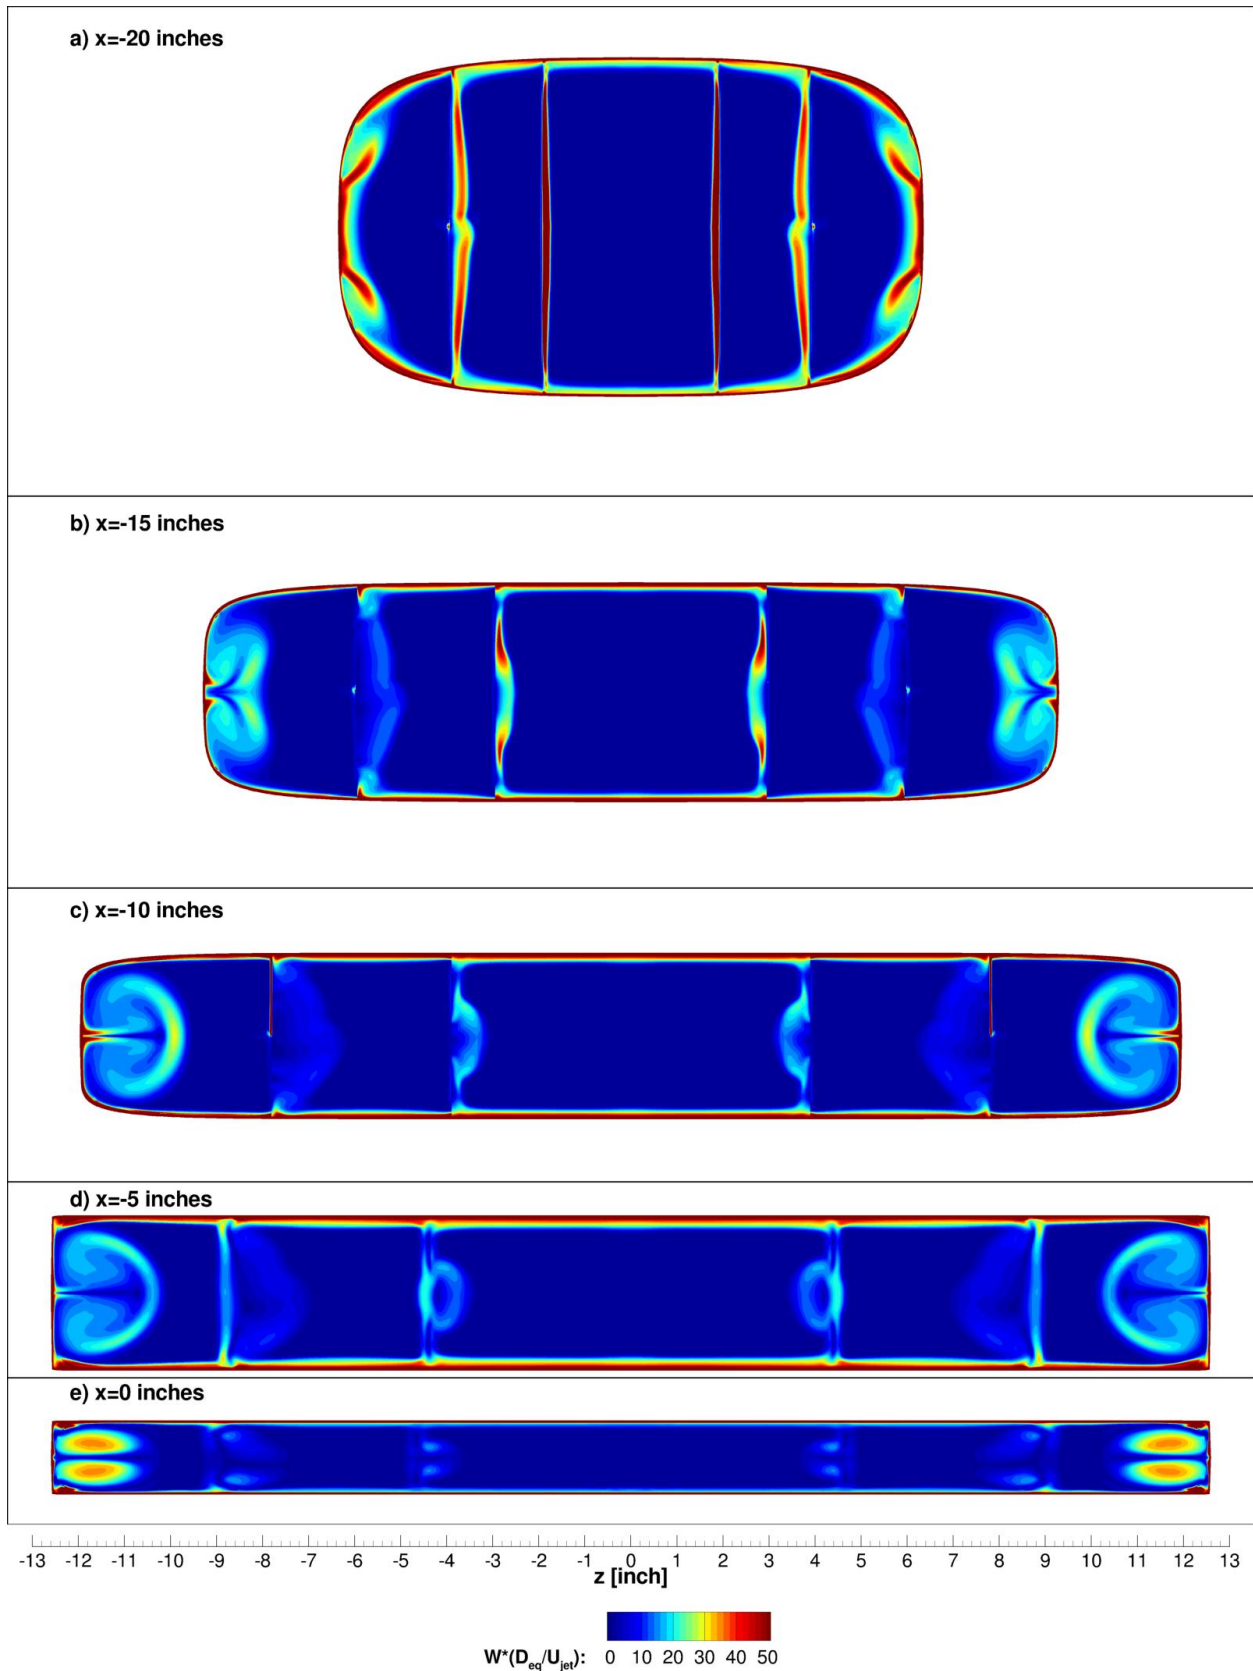 a) x=-20 inches
b) x=-15 inches
c) x=-10 inches
d) x=-5 inches
e) x=0 inches
-13 -12 -11 -10 -9 -8 -7 -6 -5 -4 -3 -2 -1 0 1 2 3 4 5 6 7 8 9 10 11 12 13
z [inch]
W*(D_eq/U_jet): 0 10 20 30 40 50